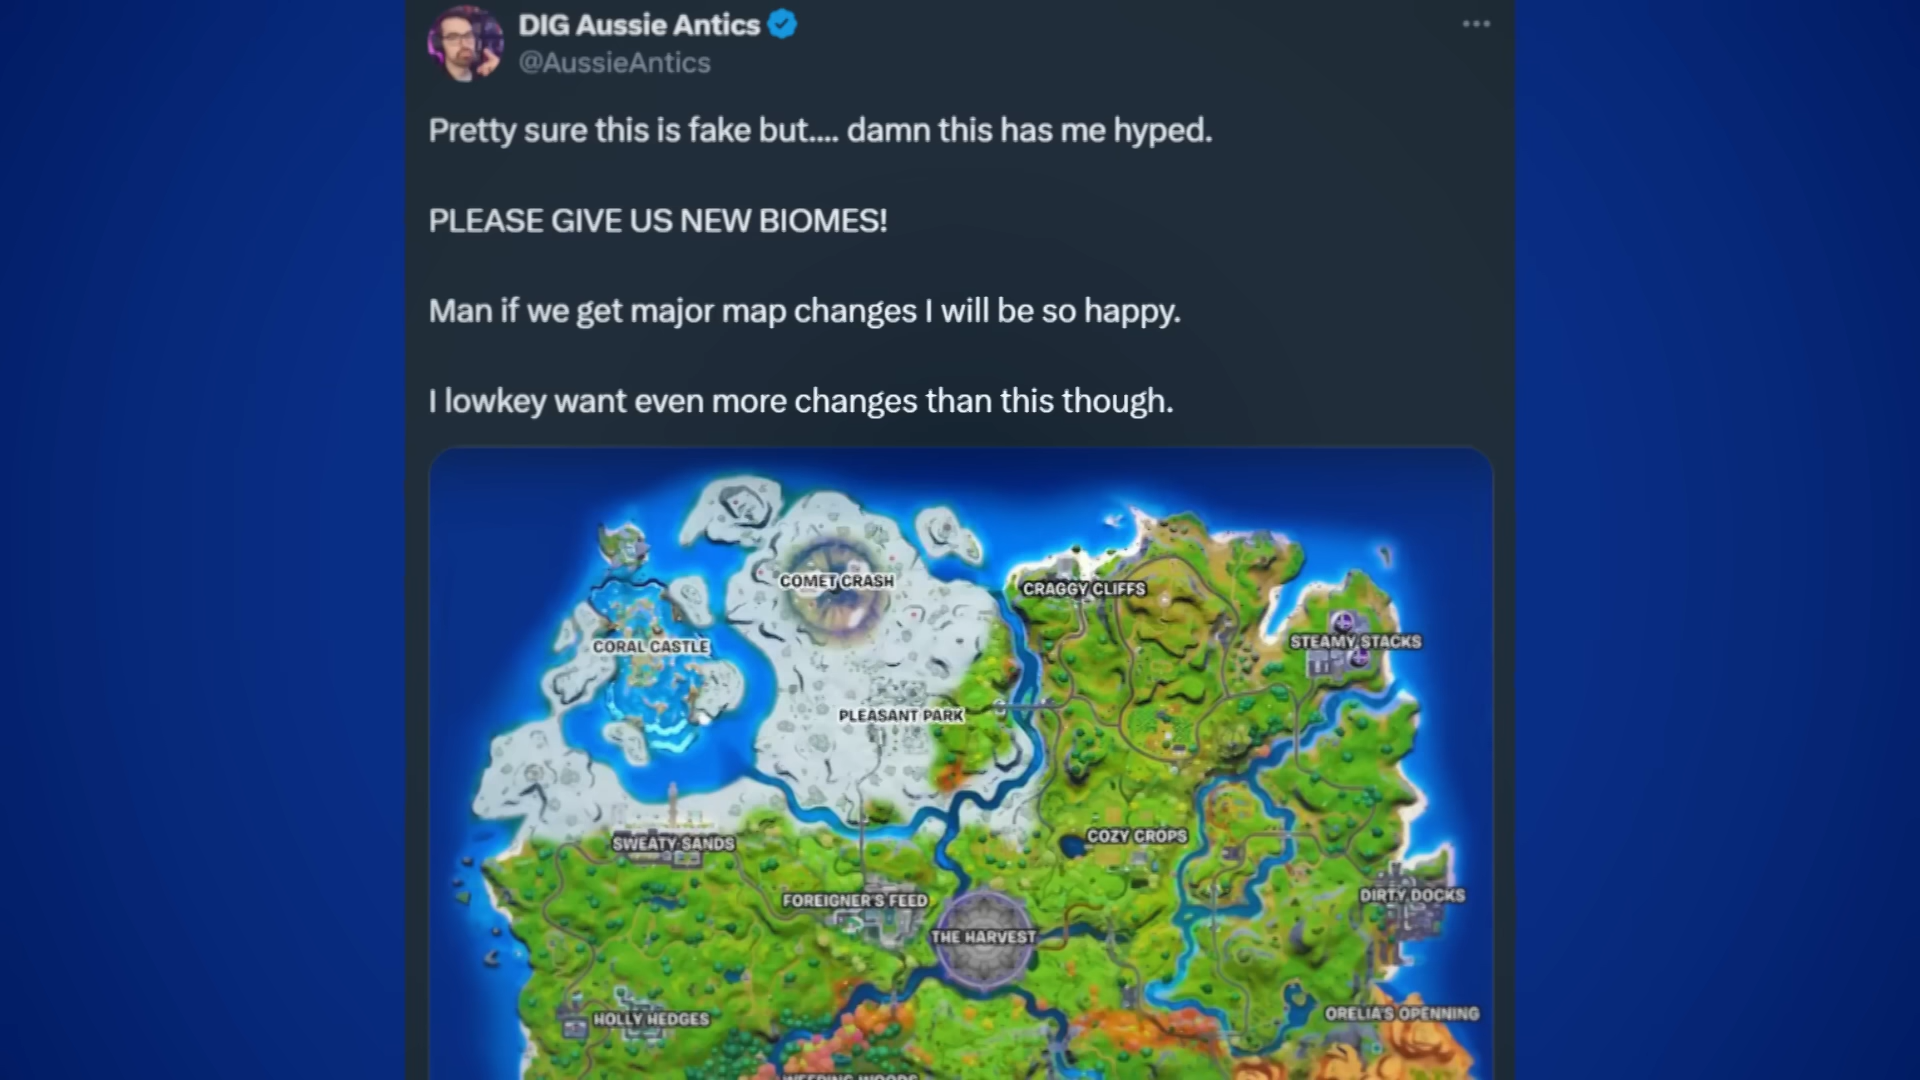 DIG Aussie Antics
@AussieAntics
Pretty sure this is fake but.... damn this has me hyped.
PLEASE GIVE US NEW BIOMES!
Man if we get major map changes I will be so happy.
I lowkey want even more changes than this though.
COMET CRASH
CRAGGY CLIFFS
STEAMY STACKS
CORAL CASTLE
PLEASANT PARK
SWEATY SANDS
COZY CROPS
FOREIGNER'S FEED
DIRTY DOCKS
THE HARVEST
HOLLY HEDGES
ORELIA'S OPENNING
WEEPING WOODS